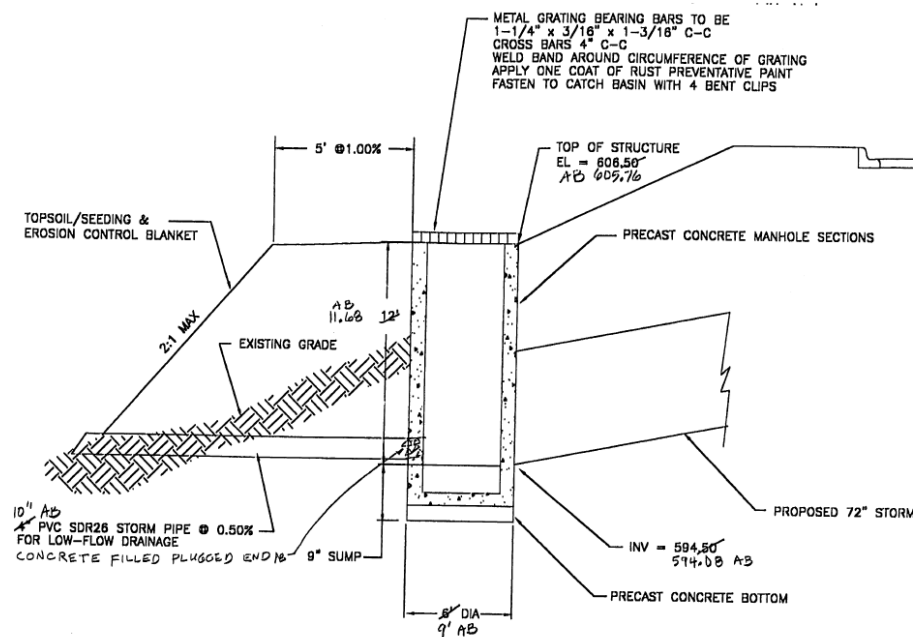 METAL GRATING BEARING BARS TO BE
1-1/4" x 3/16" x 1-3/16" C-C
CROSS BARS 4" C-C
WELD BAND AROUND CIRCUMFERENCE OF GRATING
APPLY ONE COAT OF RUST PREVENTATIVE PAINT
FASTEN TO CATCH BASIN WITH 4 BENT CLIPS
5' @1.00%
TOP OF STRUCTURE
EL = 606.50
AB 605.76
TOPSOIL/SEEDING &
EROSION CONTROL BLANKET
PRECAST CONCRETE MANHOLE SECTIONS
2:1 MAX
AB
11.68 12'
EXISTING GRADE
10" AB
4" PVC SDR26 STORM PIPE @ 0.50%
FOR LOW-FLOW DRAINAGE
CONCRETE FILLED PLUGGED END
9" SUMP
PROPOSED 72" STORM
INV = 594.50
594.08 AB
PRECAST CONCRETE BOTTOM
6' DIA
9' AB